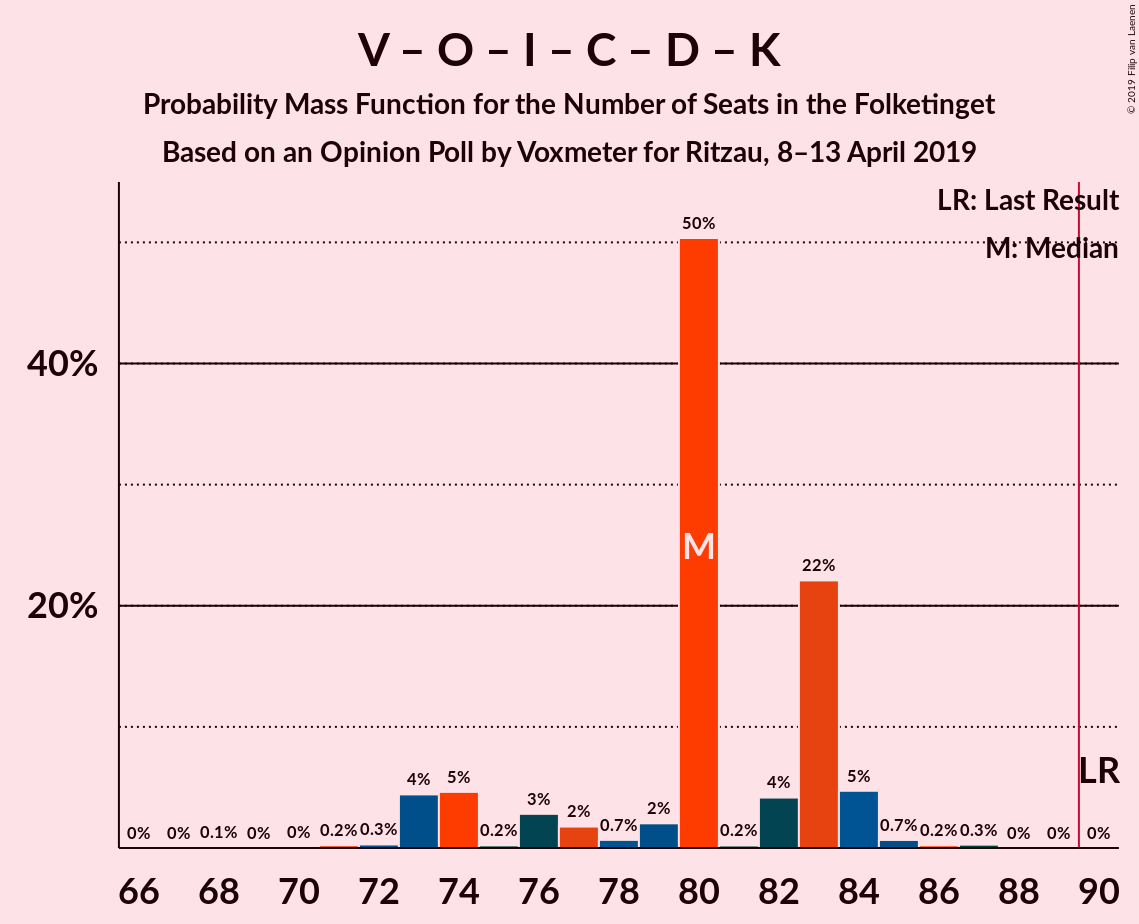 V – O – I – C – D – K
Probability Mass Function for the Number of Seats in the Folketinget
Based on an Opinion Poll by Voxmeter for Ritzau, 8–13 April 2019
© 2019 Filip van Laenen
LR: Last Result
M: Median
50%
40%
M
22%
20%
LR
4% 5% 3% 2% 2% 4% 5%
0% 0% 0.1% 0% 0% 0.2% 0.3% 0.2% 0.7% 0.2% 0.7% 0.2% 0.3% 0% 0% 0%
66 68 70 72 74 76 78 80 82 84 86 88 90